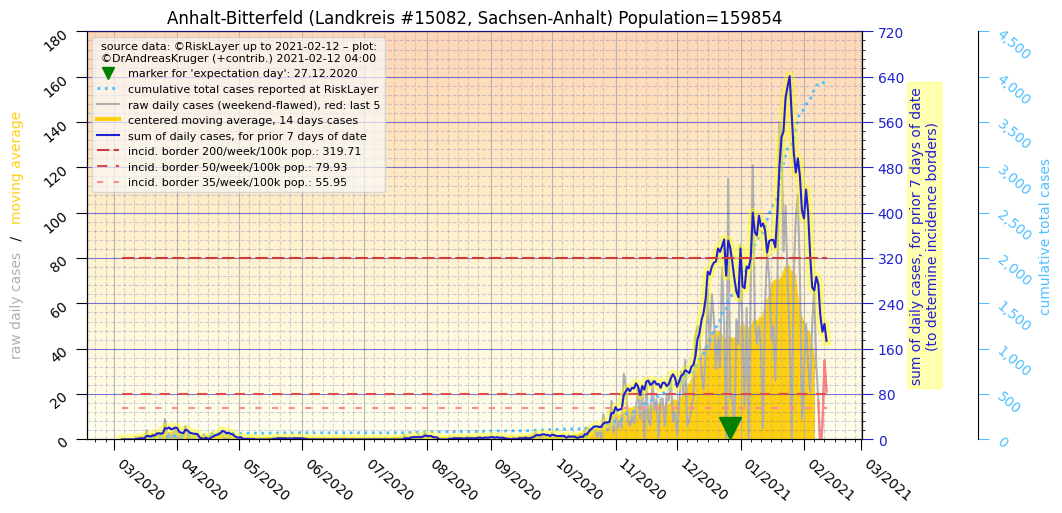 Anhalt-Bitterfeld (Landkreis #15082, Sachsen-Anhalt) Population=159854
source data: ©RiskLayer up to 2021-02-12 – plot:
©DrAndreasKruger (+contrib.) 2021-02-12 04:00
marker for 'expectation day': 27.12.2020
cumulative total cases reported at RiskLayer
raw daily cases (weekend-flawed), red: last 5
centered moving average, 14 days cases
sum of daily cases, for prior 7 days of date
incid. border 200/week/100k pop.: 319.71
incid. border 50/week/100k pop.: 79.93
incid. border 35/week/100k pop.: 55.95
raw daily cases / moving average
180
160
140
120
100
80
60
40
20
0
720
640
560
480
400
320
240
160
80
0
sum of daily cases, for prior 7 days of date
(to determine incidence borders)
4,500
4,000
3,500
3,000
2,500
2,000
1,500
1,000
500
0
cumulative total cases
03/2020
04/2020
05/2020
06/2020
07/2020
08/2020
09/2020
10/2020
11/2020
12/2020
01/2021
02/2021
03/2021